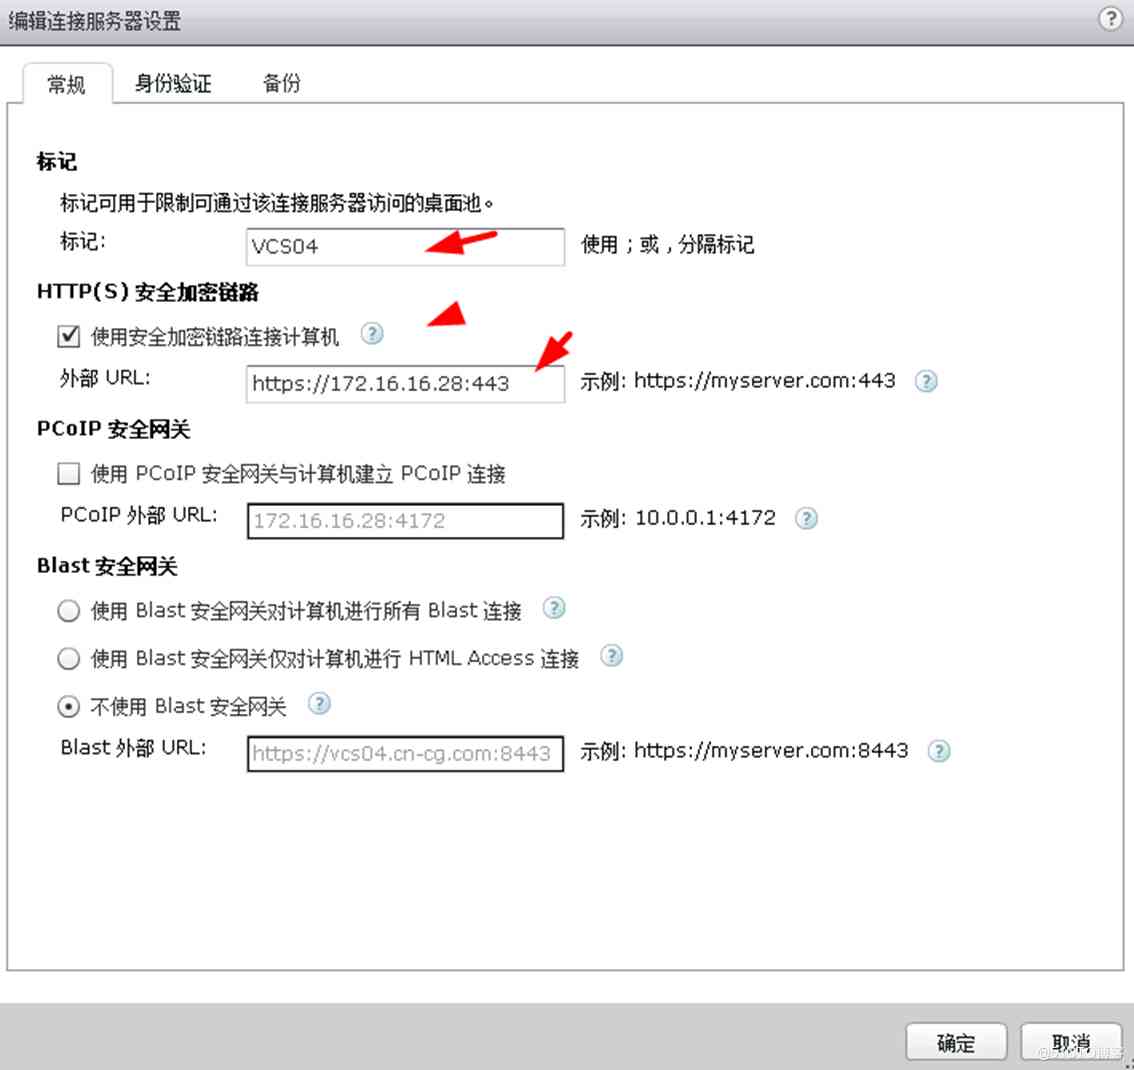 编辑连接服务器设置
?
常规 身份验证 备份
标记
标记可用于限制可通过该连接服务器访问的桌面池。
标记: VCS04 使用 ; 或 , 分隔标记
HTTP(S) 安全加密链路
使用安全加密链路连接计算机 ?
外部 URL: https://172.16.16.28:443 示例: https://myserver.com:443 ?
PCoIP 安全网关
使用 PCoIP 安全网关与计算机建立 PCoIP 连接
PCoIP 外部 URL: 172.16.16.28:4172 示例: 10.0.0.1:4172 ?
Blast 安全网关
使用 Blast 安全网关对计算机进行所有 Blast 连接 ?
使用 Blast 安全网关仅对计算机进行 HTML Access 连接 ?
不使用 Blast 安全网关 ?
Blast 外部 URL: https://vcs04.cn-cg.com:8443 示例: https://myserver.com:8443 ?
确定 取消
@51CTO博客